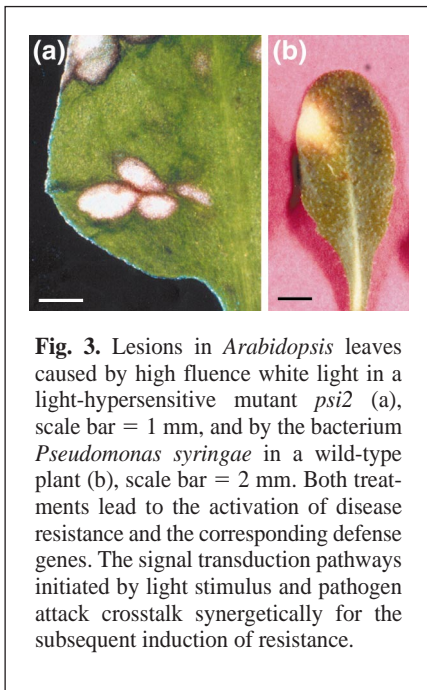 (a)
(b)
Fig. 3. Lesions in Arabidopsis leaves
caused by high fluence white light in a
light-hypersensitive mutant psi2 (a),
scale bar = 1 mm, and by the bacterium
Pseudomonas syringae in a wild-type
plant (b), scale bar = 2 mm. Both treat-
ments lead to the activation of disease
resistance and the corresponding defense
genes. The signal transduction pathways
initiated by light stimulus and pathogen
attack crosstalk synergetically for the
subsequent induction of resistance.